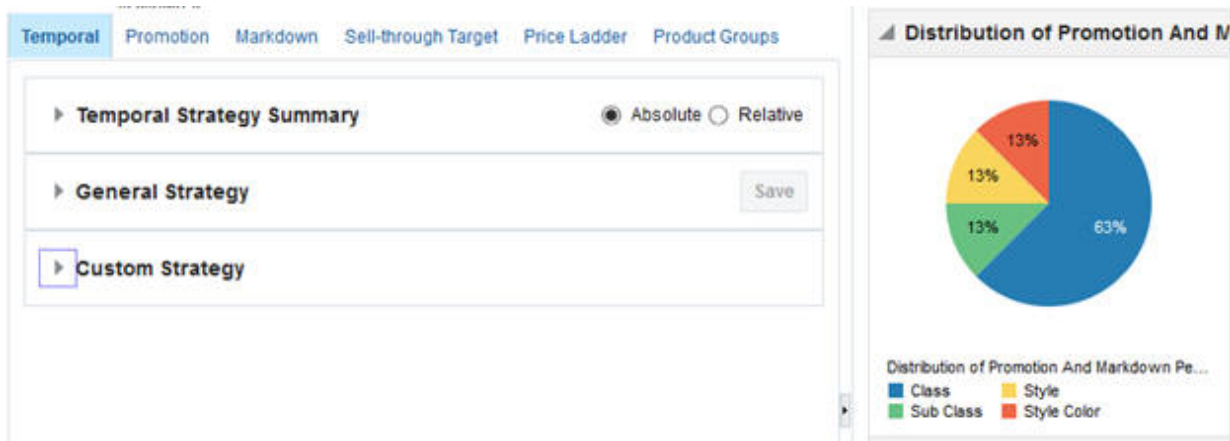 Temporal Promotion Markdown Sell-through Target Price Ladder Product Groups
Temporal Strategy Summary Absolute Relative
General Strategy Save
Custom Strategy
Distribution of Promotion And
13%
13%
13%
63%
Distribution of Promotion And Markdown Pe...
Class Style
Sub Class Style Color